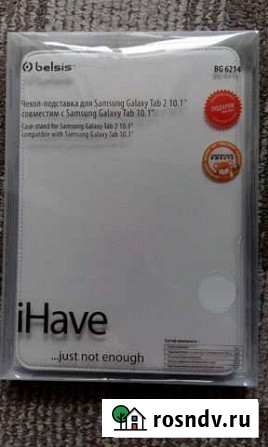 belsis
BG 6214
Чехол-подставка для Samsung Galaxy Tab 2 10.1"
совместим с Samsung Galaxy Tab 10.1"
Case-stand for Samsung Galaxy Tab 2 10.1"
compatible with Samsung Galaxy Tab 10.1"
ПОДАРОК
iHave
...just not enough
rosndv.ru